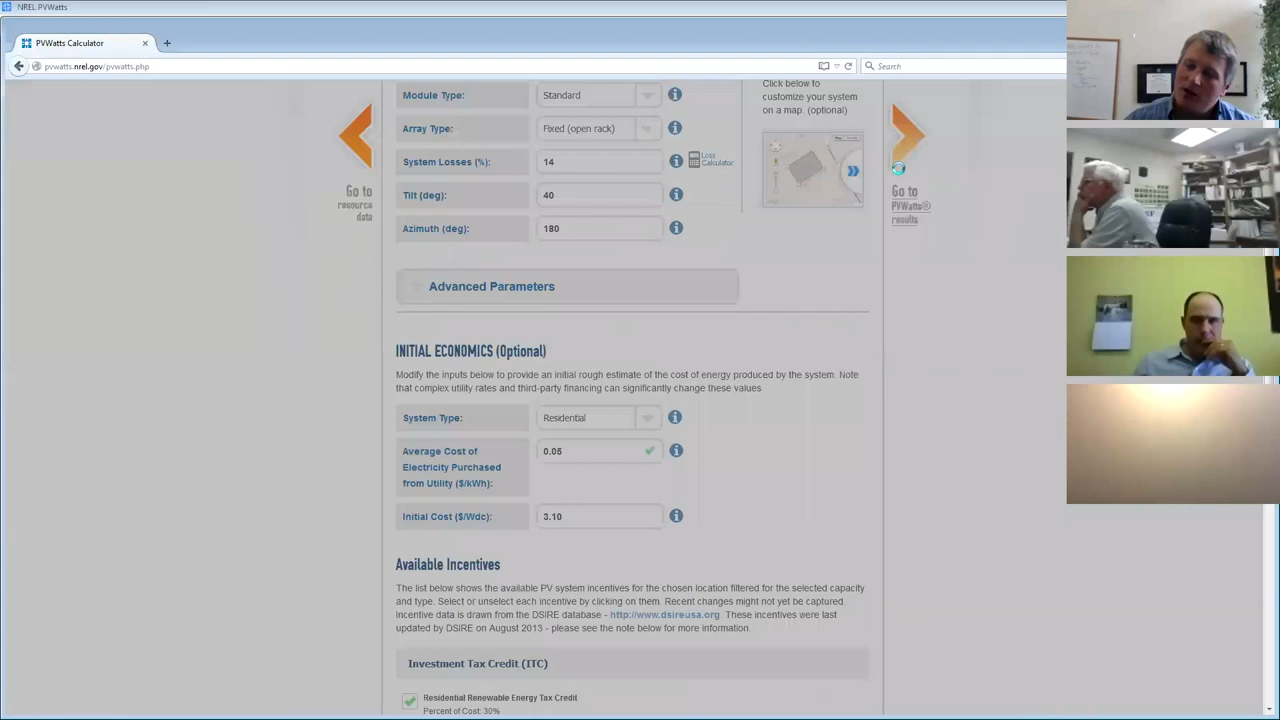 NREL PVWatts
PVWatts Calculator
pvwatts.nrel.gov/pvwatts.php
Search
Module Type:
Standard
Array Type:
Fixed (open rack)
System Losses (%):
14
Loss
Calculator
Tilt (deg):
40
Azimuth (deg):
180
Click below to
customize your system
on a map. (optional)
Go to
resource
data
Go to
PVWatts®
results
Advanced Parameters
INITIAL ECONOMICS (Optional)
Modify the inputs below to provide an initial rough estimate of the cost of energy produced by the system. Note
that complex utility rates and third-party financing can significantly change these values
System Type:
Residential
Average Cost of
Electricity Purchased
from Utility ($/kWh):
0.05
Initial Cost ($/Wdc):
3.10
Available Incentives
The list below shows the available PV system incentives for the chosen location filtered for the selected capacity
and type. Select or unselect each incentive by clicking on them. Recent changes might not yet be captured.
Incentive data is drawn from the DSIRE database - http://www.dsireusa.org. These incentives were last
updated by DSIRE on August 2013 - please see the note below for more information.
Investment Tax Credit (ITC)
Residential Renewable Energy Tax Credit
Percent of Cost: 30%